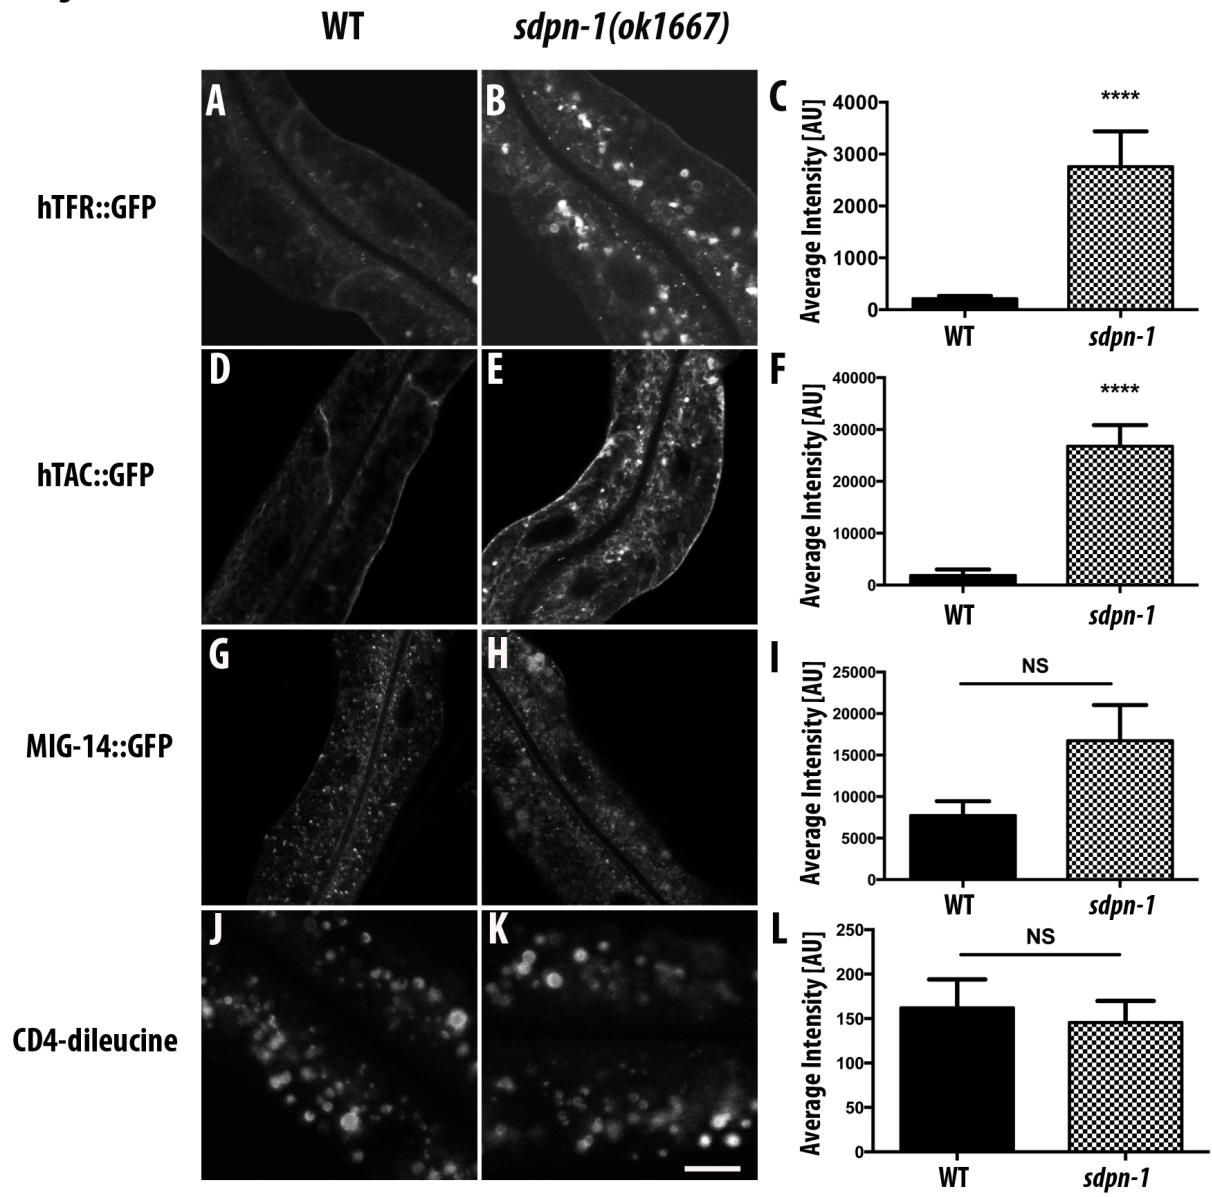 WT sdpn-1(ok1667)
hTFR::GFP
A
B
C
Average Intensity [AU]
4000
3000
2000
1000
0
****
WT sdpn-1
hTAC::GFP
D
E
F
Average Intensity [AU]
40000
30000
20000
10000
0
****
WT sdpn-1
MIG-14::GFP
G
H
I
Average Intensity [AU]
25000
20000
15000
10000
5000
0
NS
WT sdpn-1
CD4-dileucine
J
K
L
Average Intensity [AU]
250
200
150
100
50
0
NS
WT sdpn-1